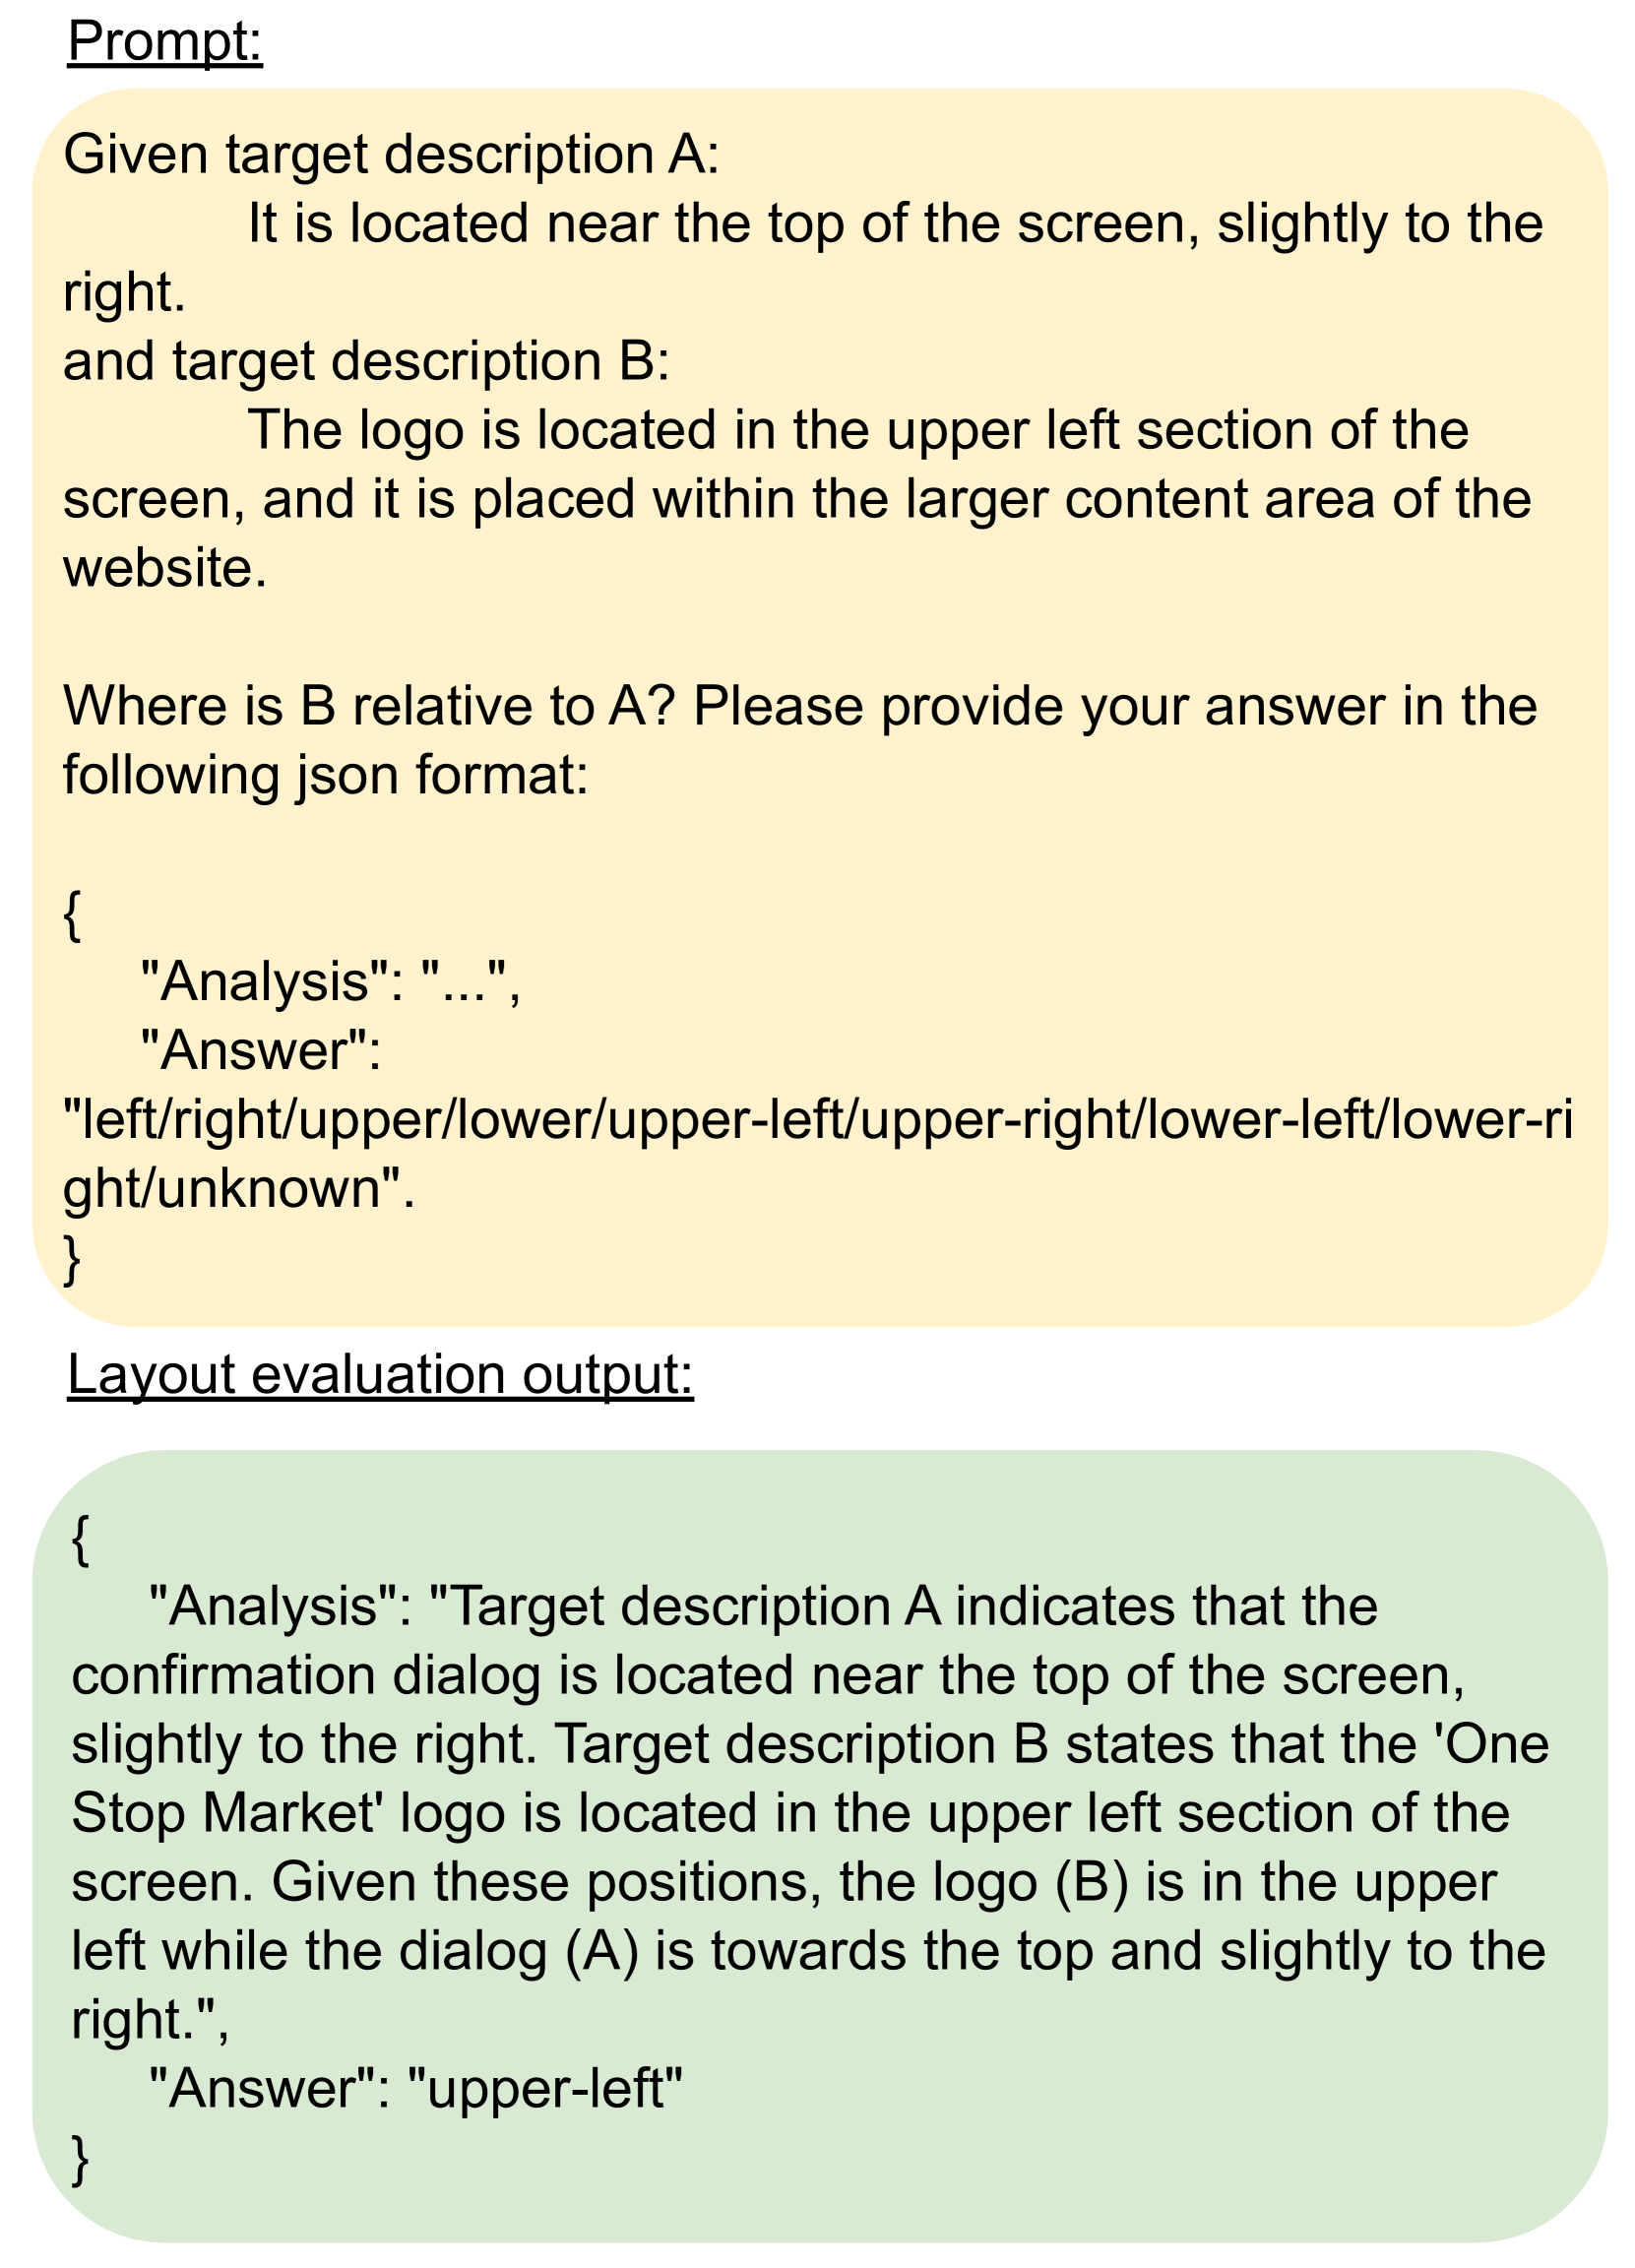 Prompt:
Given target description A:
It is located near the top of the screen, slightly to the
right.
and target description B:
The logo is located in the upper left section of the
screen, and it is placed within the larger content area of the
website.
Where is B relative to A? Please provide your answer in the
following json format:
{
"Analysis": "...",
"Answer":
"left/right/upper/lower/upper-left/upper-right/lower-left/lower-ri
ght/unknown".
}
Layout evaluation output:
{
"Analysis": "Target description A indicates that the
confirmation dialog is located near the top of the screen,
slightly to the right. Target description B states that the 'One
Stop Market' logo is located in the upper left section of the
screen. Given these positions, the logo (B) is in the upper
left while the dialog (A) is towards the top and slightly to the
right.",
"Answer": "upper-left"
}